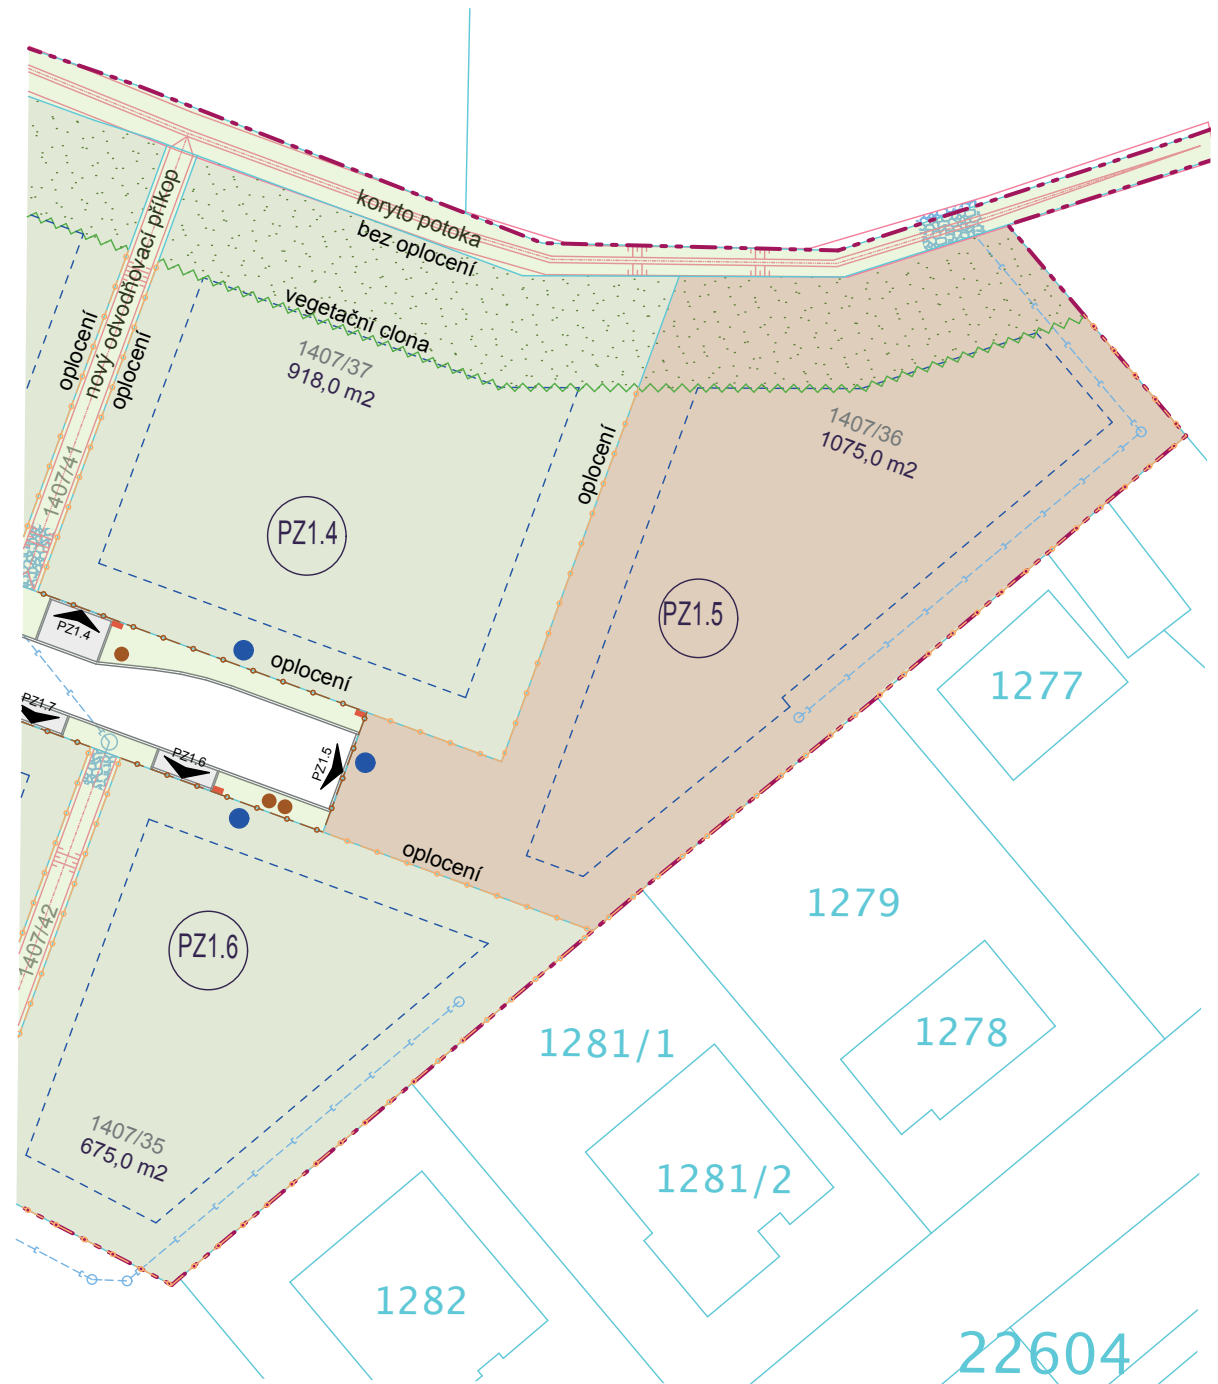 koryto potoka
bez oplocení
vegetační clona
1407/37
918,0 m2
oplocení
nový odvodňovací příkop
oplocení
1407/41
oplocení
1407/36
1075,0 m2
PZ1.4
PZ1.5
PZ1.4
oplocení
1277
PZ1.7
PZ1.6
PZ1.5
oplocení
1279
PZ1.6
1407/42
1281/1
1278
1407/35
675,0 m2
1281/2
1282
22604